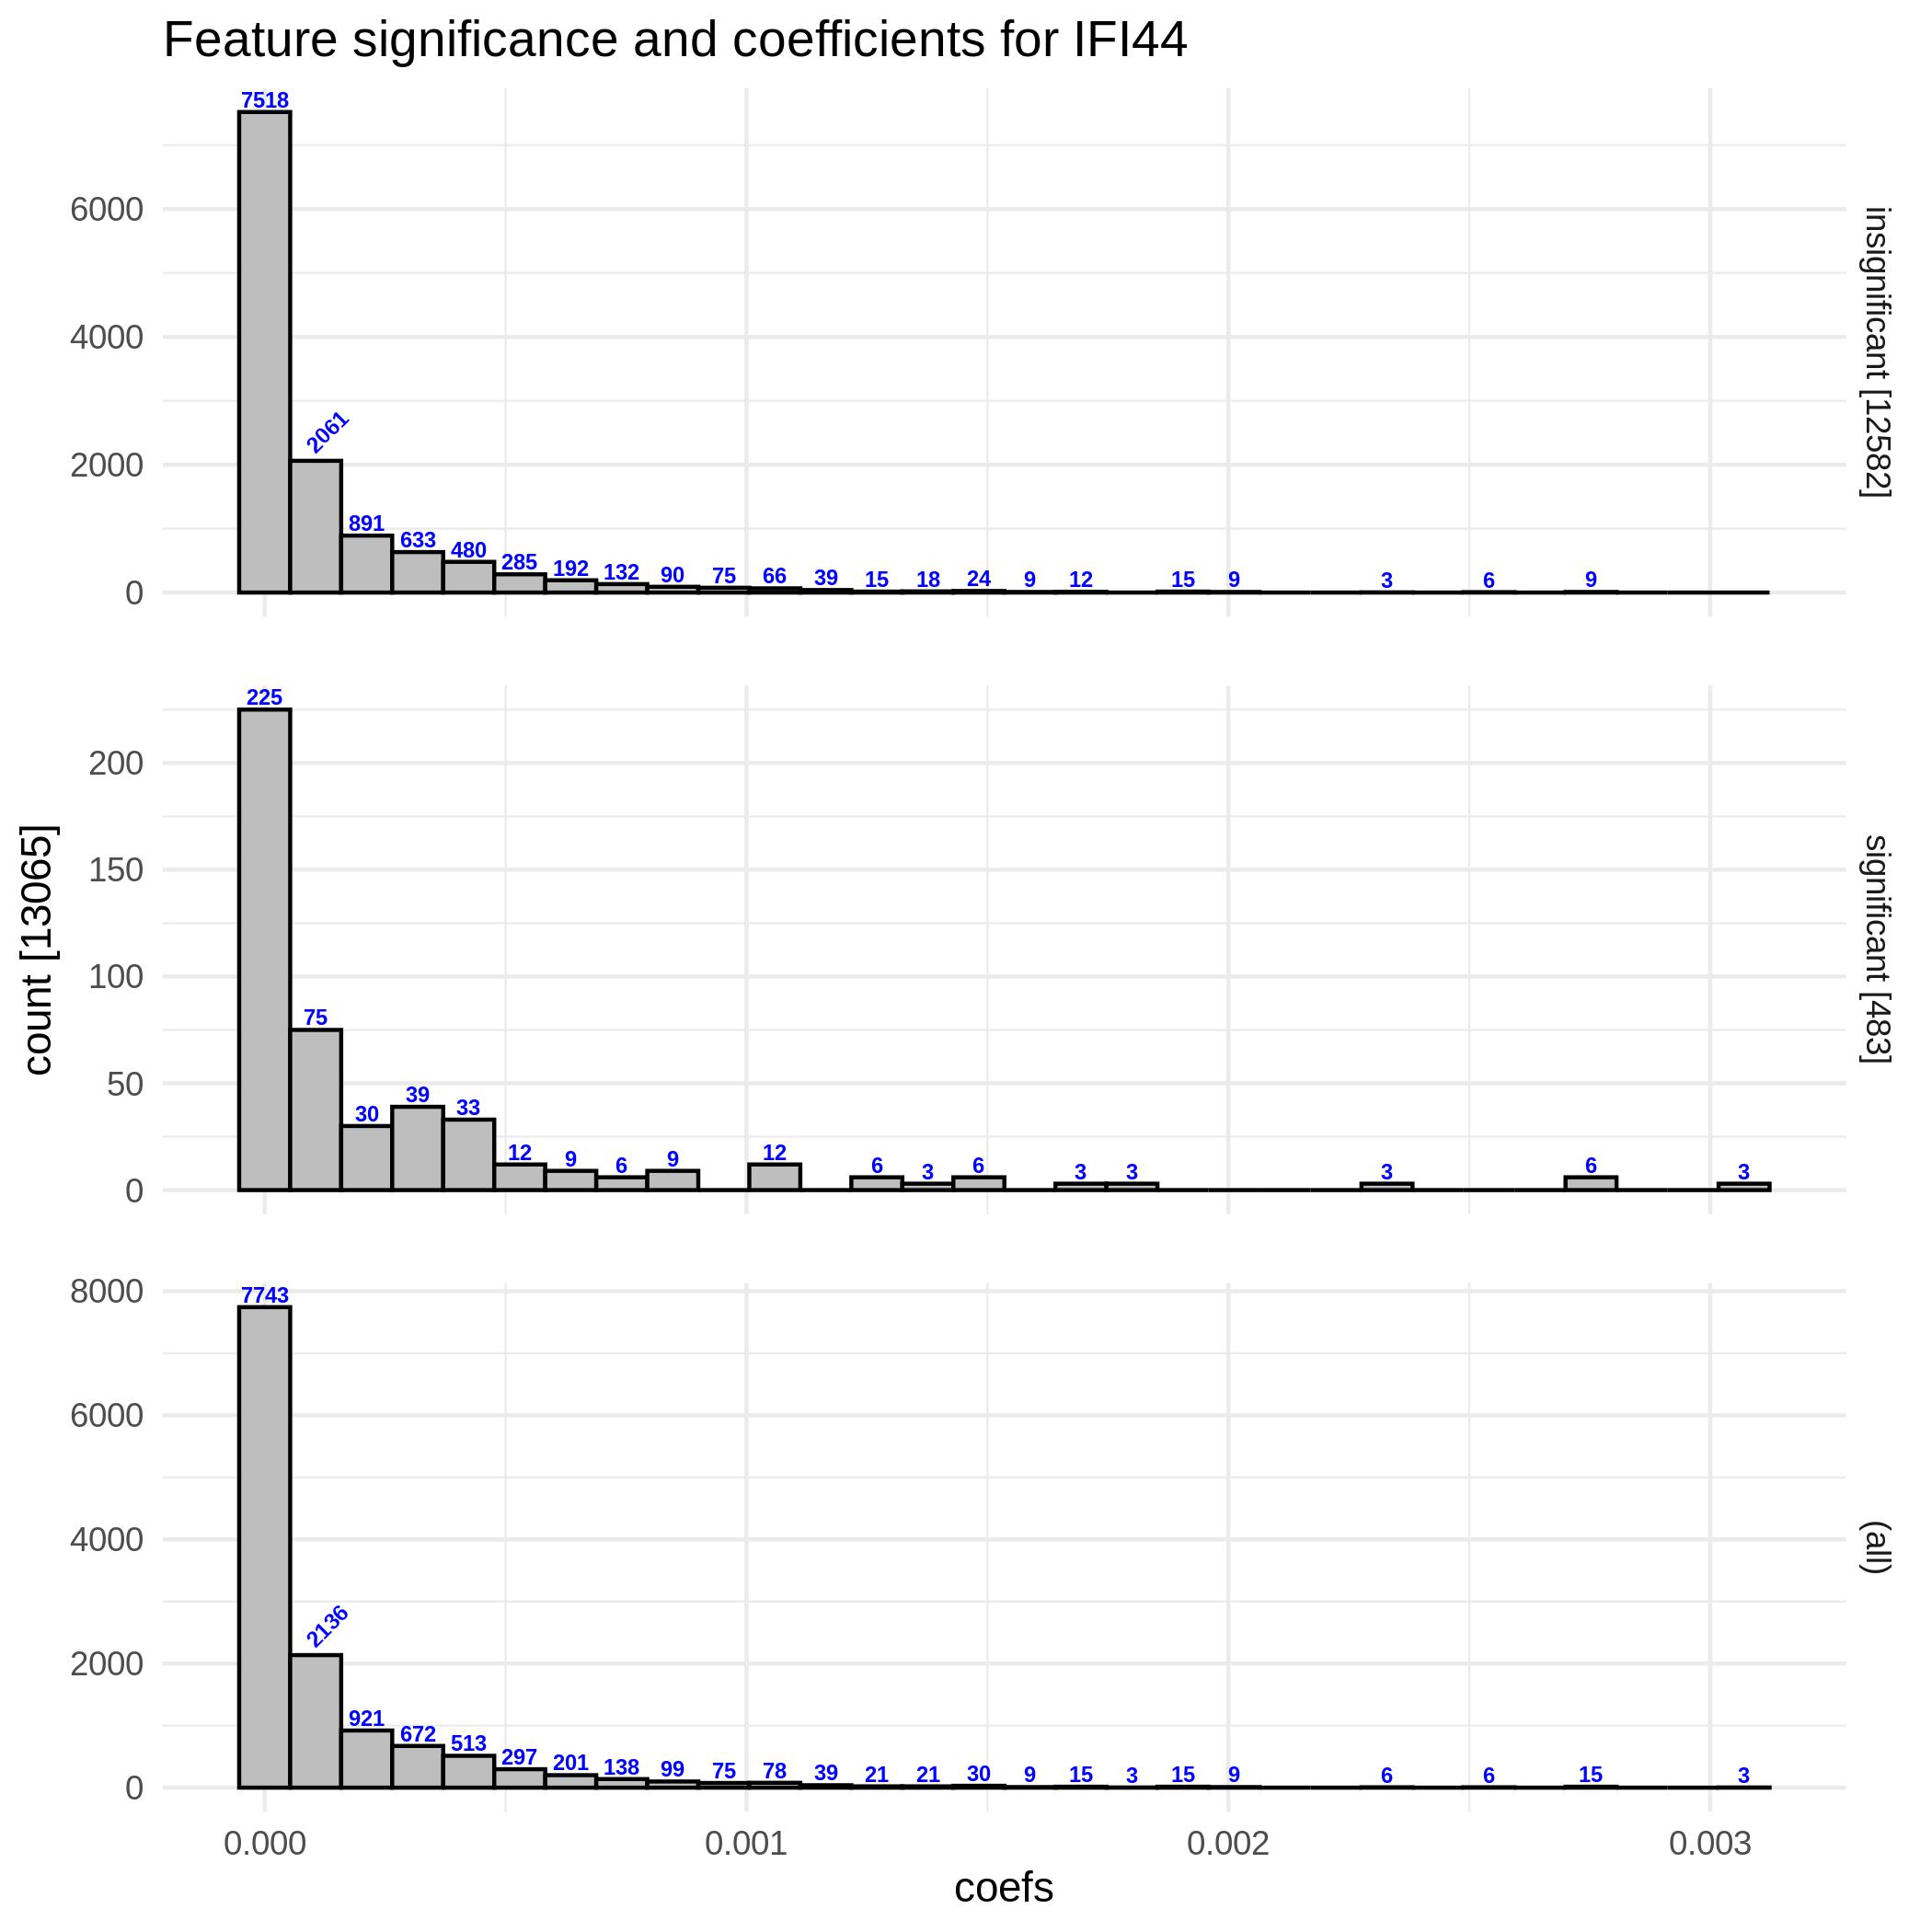 Feature significance and coefficients for IFI44
7518
2061
891 633 480 285 192 132 90 75 66 39 15 18 24 9 12 15 9 3 6 9
6000
4000
2000
0
insignificant [12582]
225
75
30 39 33 12 9 6 9 12 6 3 6 3 3 3 6 3
200
150
100
50
0
significant [483]
count [13065]
7743
2136
921 672 513 297 201 138 99 75 78 39 21 21 30 9 15 3 15 9 6 6 15 3
8000
6000
4000
2000
0
(all)
0.000 0.001 0.002 0.003
coefs